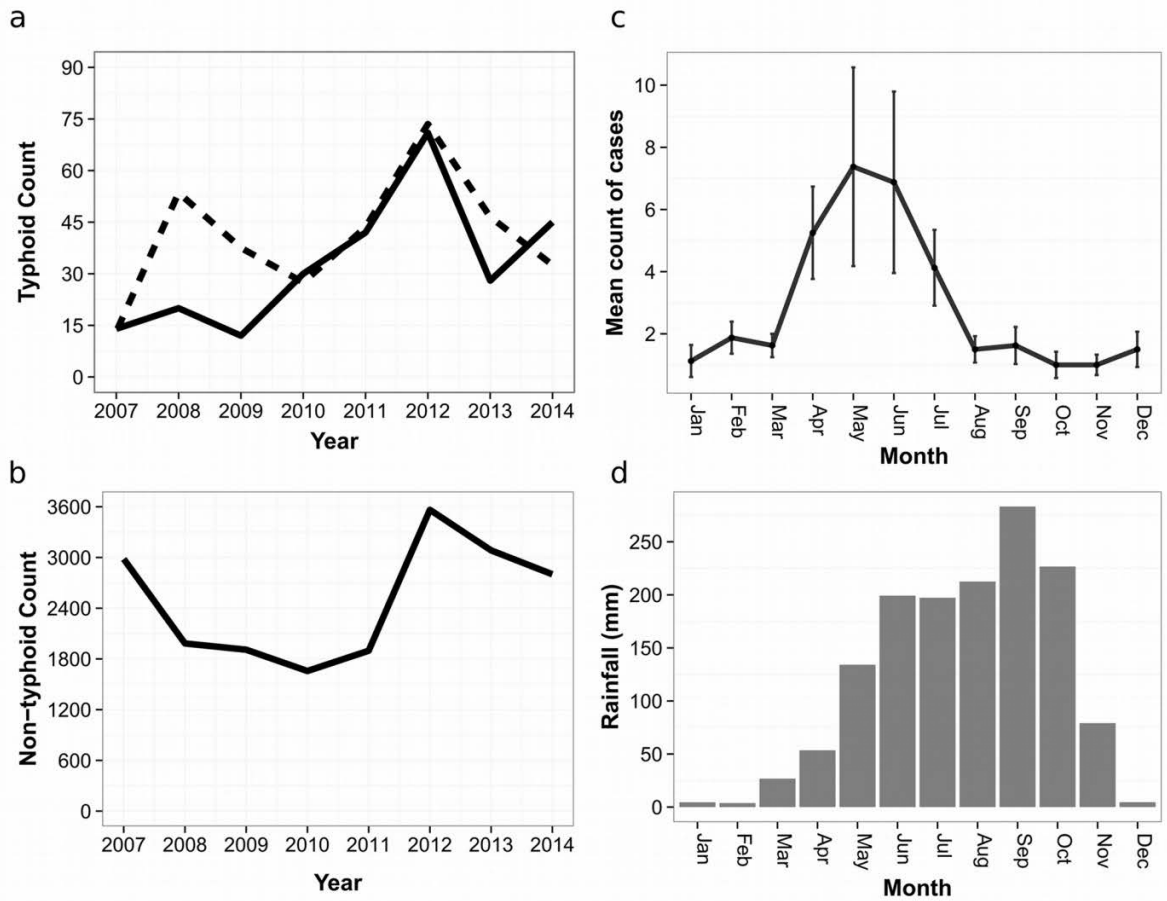 a
Typhoid Count
90
75
60
45
30
15
0
2007 2008 2009 2010 2011 2012 2013 2014
Year
b
Non−typhoid Count
3600
3000
2400
1800
1200
600
0
2007 2008 2009 2010 2011 2012 2013 2014
Year
c
Mean count of cases
10
8
6
4
2
Jan Feb Mar Apr May Jun Jul Aug Sep Oct Nov Dec
Month
d
Rainfall (mm)
250
200
150
100
50
0
Jan Feb Mar Apr May Jun Jul Aug Sep Oct Nov Dec
Month